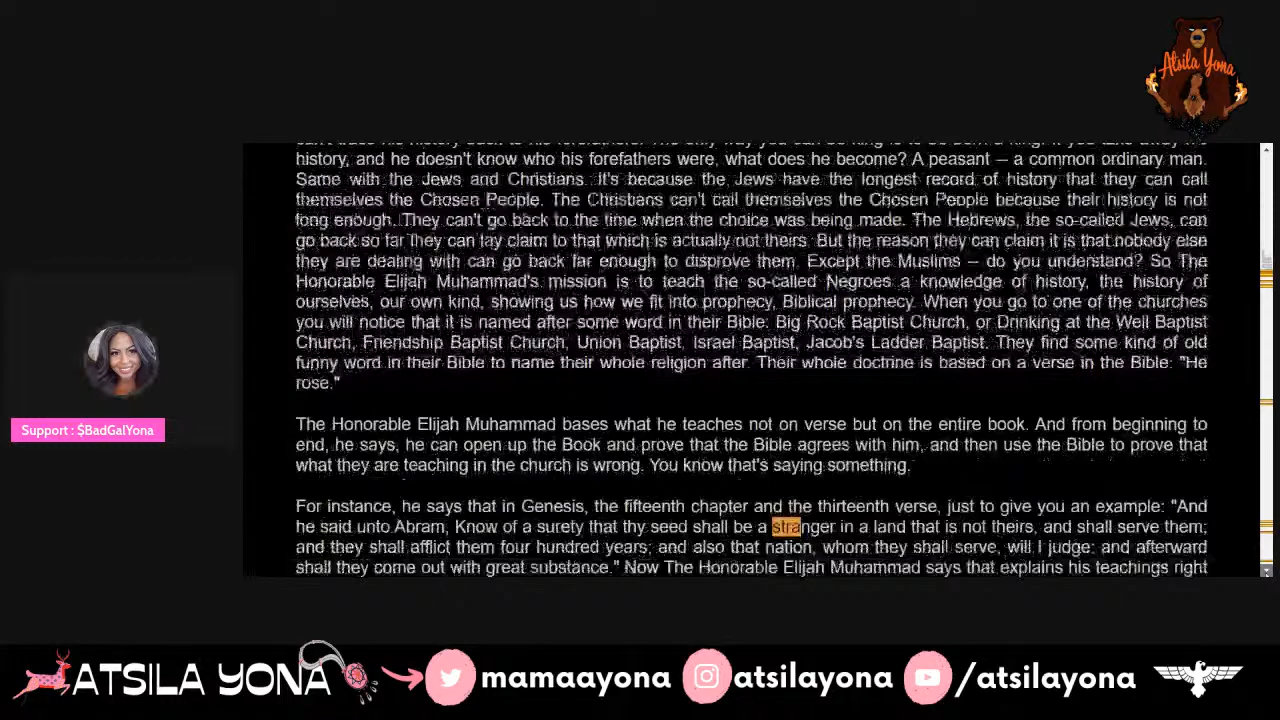 Atsila Yona
history, and he doesn't know who his forefathers were, what does he become? A peasant – a common ordinary man.
Same with the Jews and Christians. It's because the Jews have the longest record of history that they can call
themselves the Chosen People. The Christians can't call themselves the Chosen People because their history is not
long enough. They can't go back to the time when the choice was being made. The Hebrews, the so-called Jews, can
go back so far they can lay claim to that which is actually not theirs. But the reason they can claim it is that nobody else
they are dealing with can go back far enough to disprove them. Except the Muslims – do you understand? So The
Honorable Elijah Muhammad's mission is to teach the so-called Negroes a knowledge of history, the history of
ourselves, our own kind, showing us how we fit into prophecy, Biblical prophecy. When you go to one of the churches
you will notice that it is named after some word in their Bible: Big Rock Baptist Church, or Drinking at the Well Baptist
Church, Friendship Baptist Church, Union Baptist, Israel Baptist, Jacob's Ladder Baptist. They find some kind of old
funny word in their Bible to name their whole religion after. Their whole doctrine is based on a verse in the Bible: "He
rose."
The Honorable Elijah Muhammad bases what he teaches not on verse but on the entire book. And from beginning to
end, he says, he can open up the Book and prove that the Bible agrees with him, and then use the Bible to prove that
what they are teaching in the church is wrong. You know that's saying something.
For instance, he says that in Genesis, the fifteenth chapter and the thirteenth verse, just to give you an example: "And
he said unto Abram, Know of a surety that thy seed shall be a stranger in a land that is not theirs, and shall serve them;
and they shall afflict them four hundred years; and also that nation, whom they shall serve, will I judge: and afterward
shall they come out with great substance." Now The Honorable Elijah Muhammad says that explains his teachings right
Support : $BadGalYona
ATSILA YONA
mamaayona
atsilayona
/atsilayona